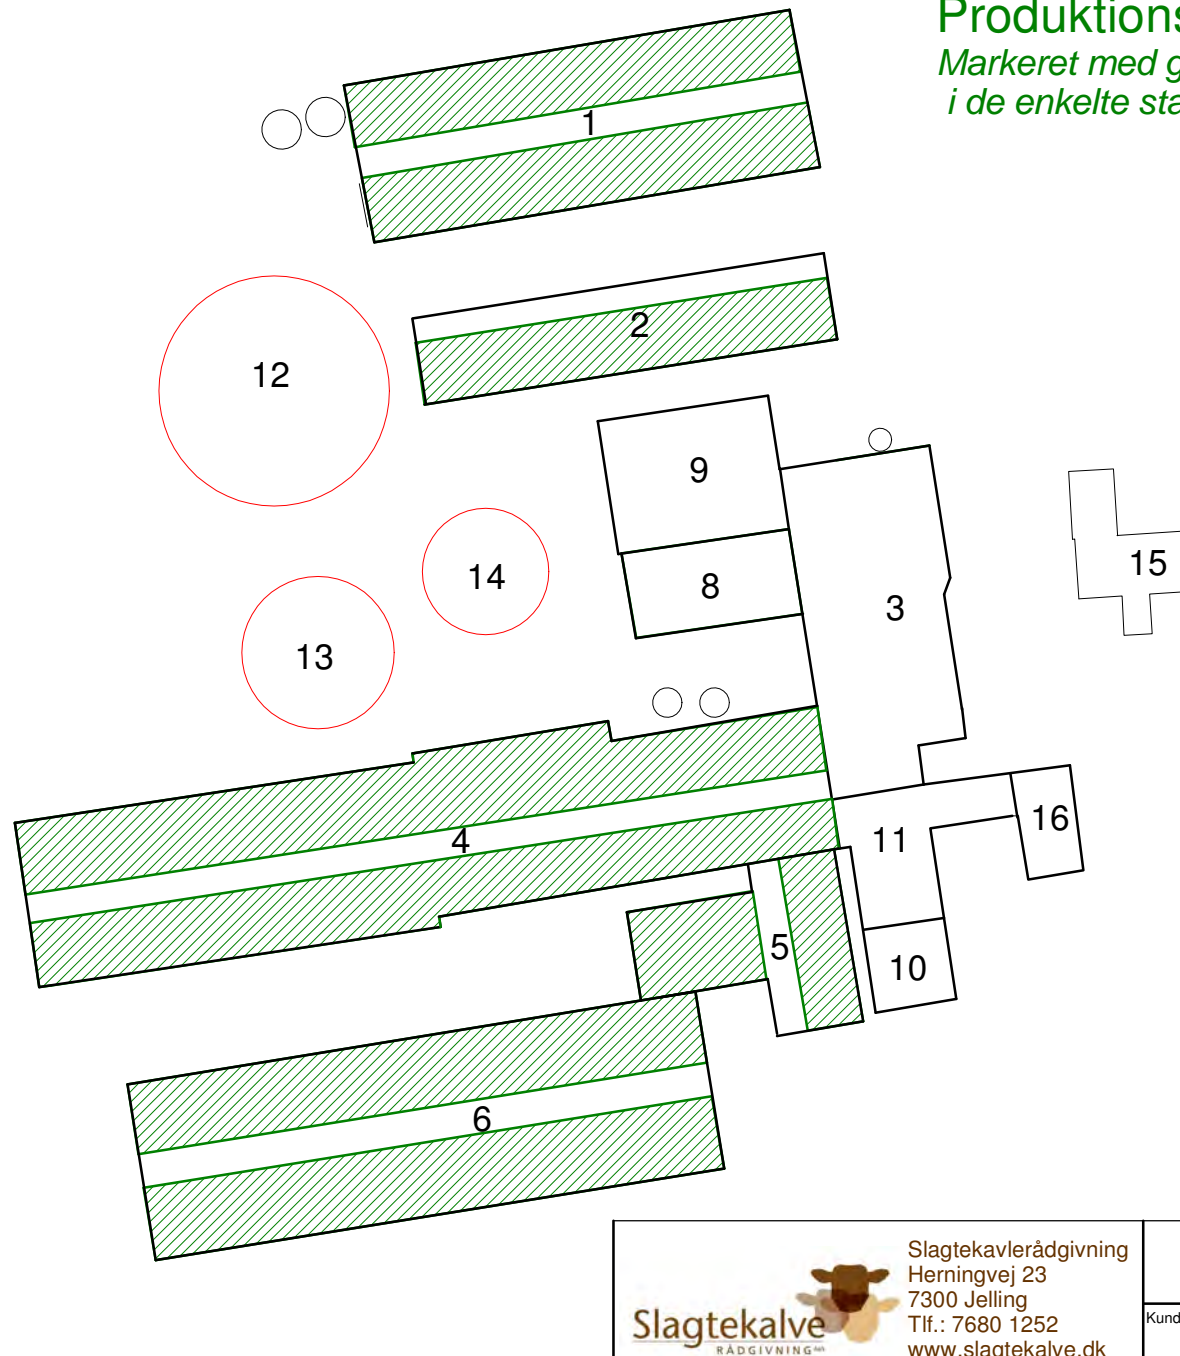 Produktions
Markeret med g
i de enkelte sta
1
2
12
9
14
8
3
15
13
4
11
16
5
10
6
Slagtekalve
RÅDGIVNING
Slagtekavlerådgivning
Herningvej 23
7300 Jelling
Tlf.: 7680 1252
www.slagtekalve.dk
Kund